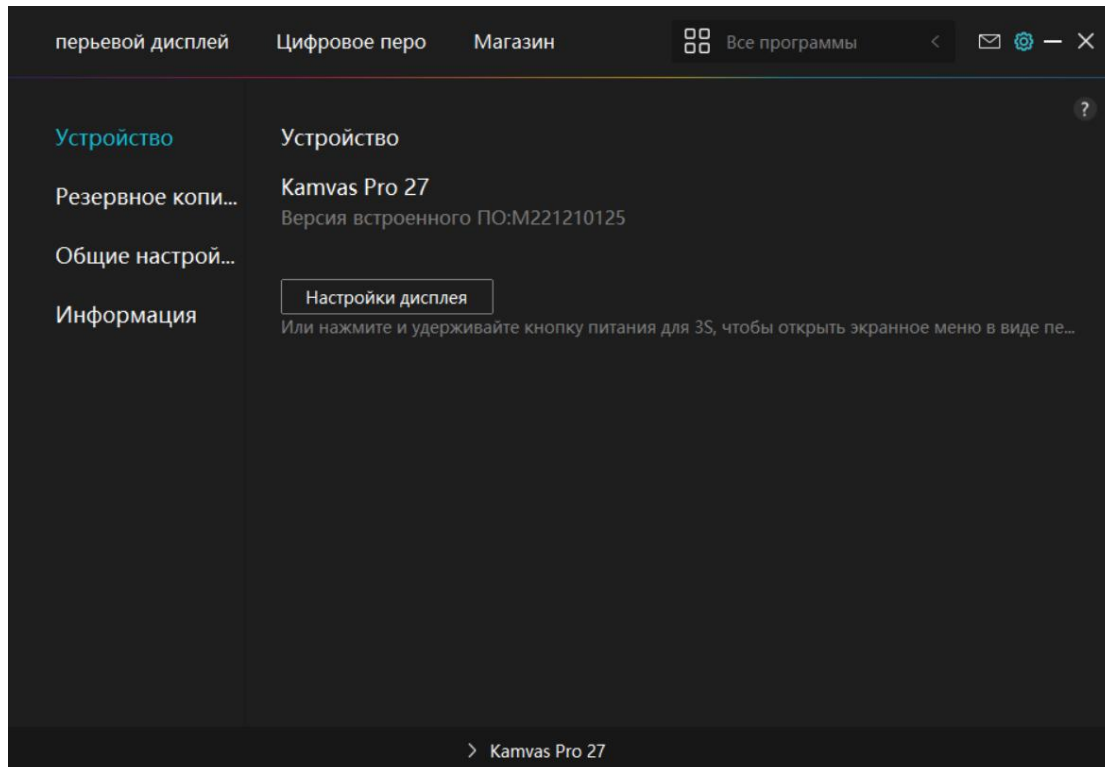 перьевой дисплей Цифровое перо Магазин Все программы <
?
Устройство
Резервное копи...
Общие настрой...
Информация
Устройство
Kamvas Pro 27
Версия встроенного ПО:M221210125
Настройки дисплея
Или нажмите и удерживайте кнопку питания для 3S, чтобы открыть экранное меню в виде пе...
> Kamvas Pro 27